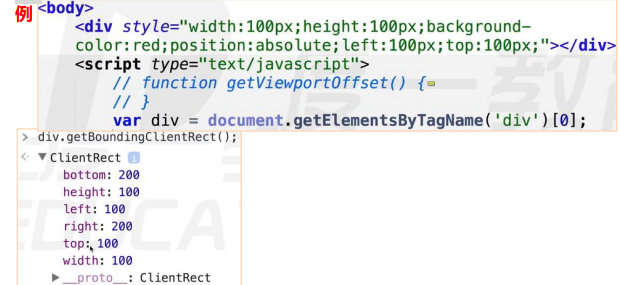 例 <body>
<div style="width:100px;height:100px;background-
color:red;position:absolute;left:100px;top:100px;"></div>
<script type="text/javascript">
// function getViewportOffset() {
// }
var div = document.getElementsByTagName('div')[0];
> div.getBoundingClientRect();
▼ClientRect
bottom: 200
height: 100
left: 100
right: 200
top: 100
width: 100
▶__proto__: ClientRect